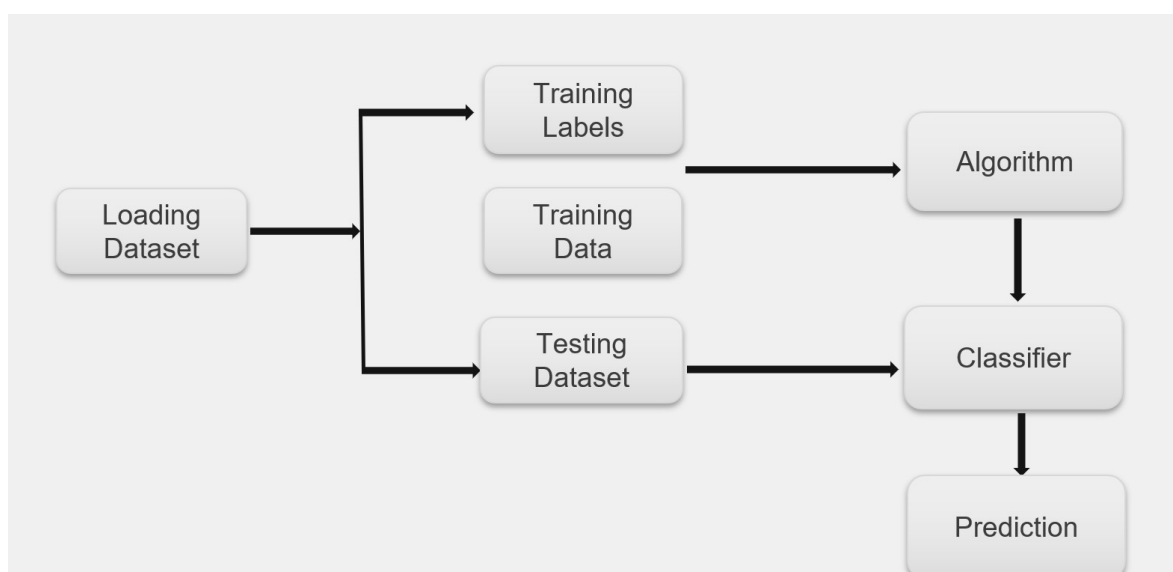 Loading
Dataset
Training
Labels
Training
Data
Testing
Dataset
Algorithm
Classifier
Prediction